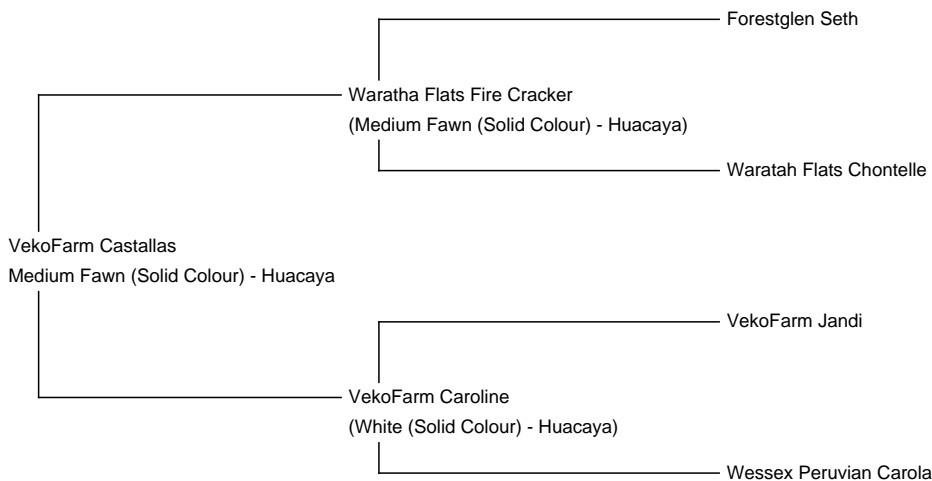 Forestglen Seth
Waratha Flats Fire Cracker
(Medium Fawn (Solid Colour) - Huacaya)
Waratah Flats Chontelle
VekoFarm Castallas
Medium Fawn (Solid Colour) - Huacaya
VekoFarm Jandi
VekoFarm Caroline
(White (Solid Colour) - Huacaya)
Wessex Peruvian Carola